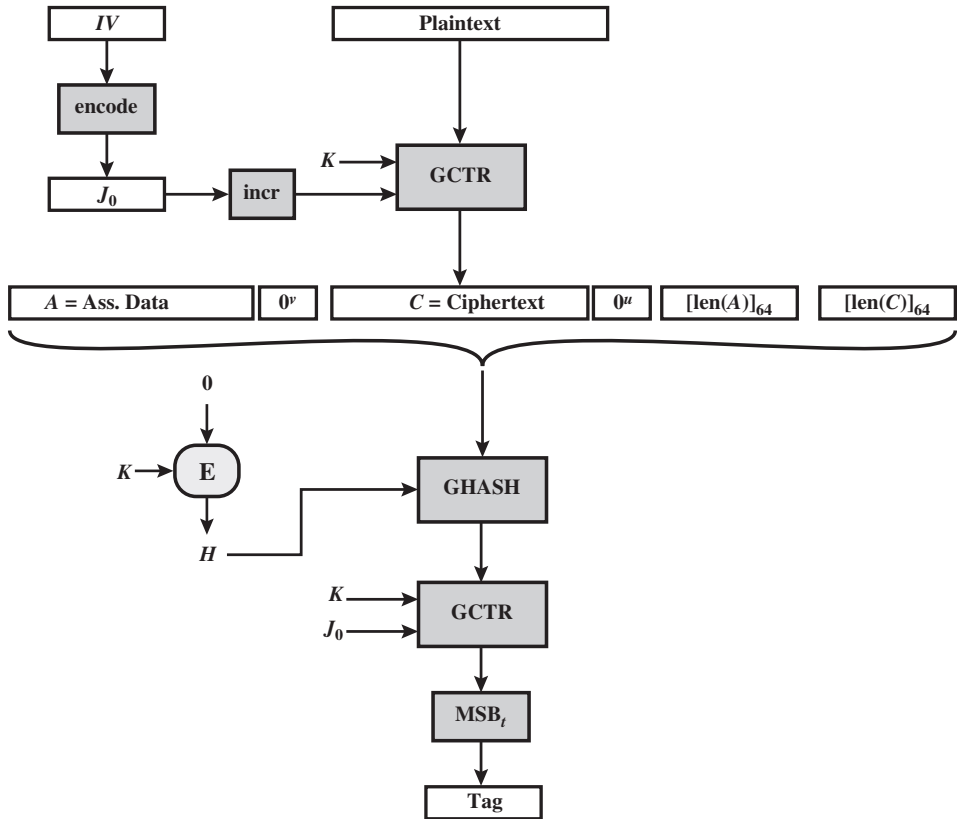 IV
Plaintext
encode
K
GCTR
J₀
incr
A = Ass. Data
0ᵛ
C = Ciphertext
0ᵘ
[len(A)]₆₄
[len(C)]₆₄
0
K
E
GHASH
H
K
GCTR
J₀
MSBₜ
Tag